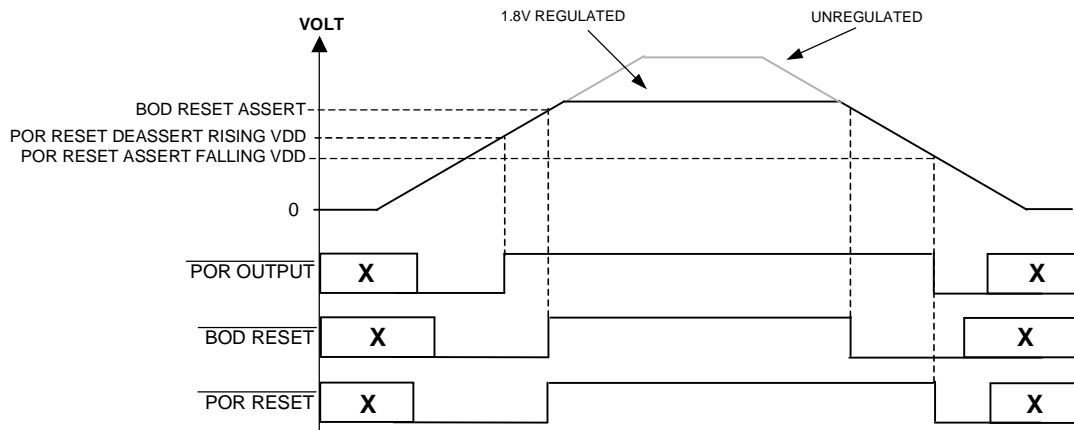 1.8V REGULATED
UNREGULATED
VOLT
BOD RESET ASSERT
POR RESET DEASSERT RISING VDD
POR RESET ASSERT FALLING VDD
0
POR OUTPUT
X
X
BOD RESET
X
X
POR RESET
X
X